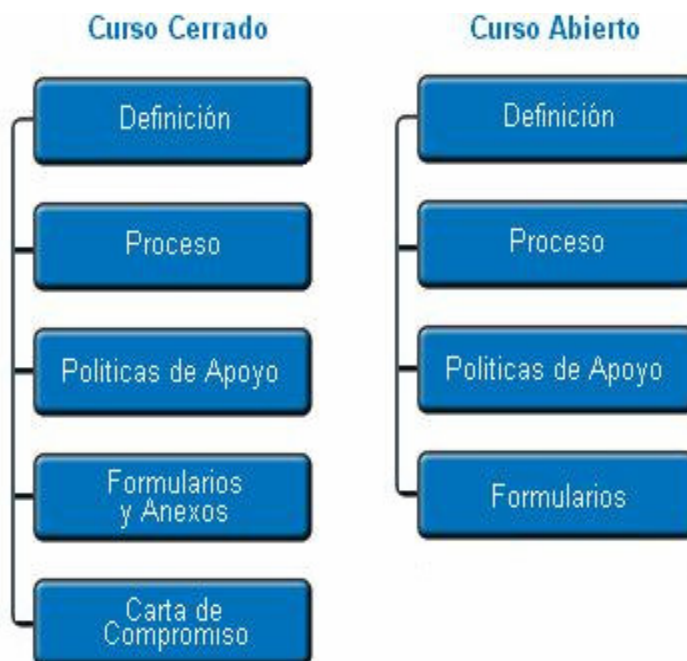 Curso Cerrado
Definición
Proceso
Politicas de Apoyo
Formularios
y Anexos
Carta de
Compromiso
Curso Abierto
Definición
Proceso
Politicas de Apoyo
Formularios